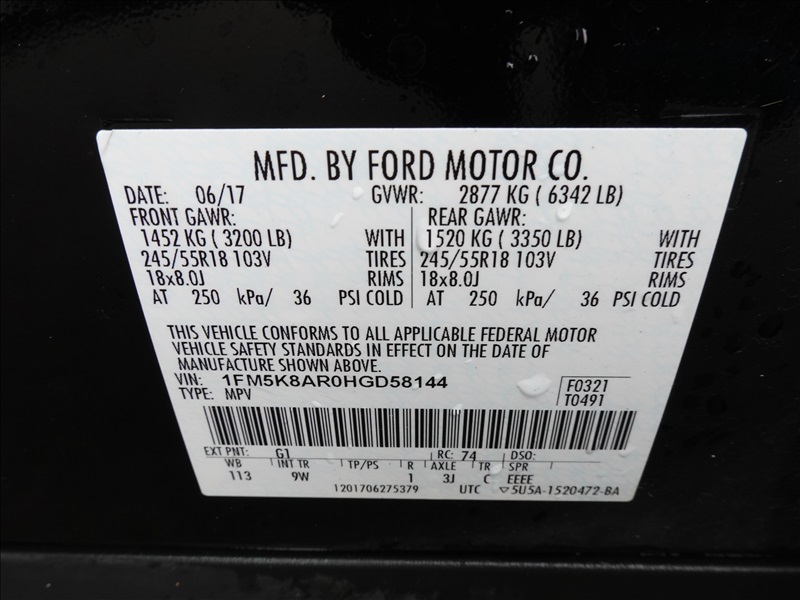 MFD. BY FORD MOTOR CO.
DATE: 06/17 GVWR: 2877 KG ( 6342 LB)
FRONT GAWR: REAR GAWR:
1452 KG ( 3200 LB) WITH 1520 KG ( 3350 LB) WITH
245/55R18 103V TIRES 245/55R18 103V TIRES
18x8.0J RIMS 18x8.0J RIMS
AT 250 kPa/ 36 PSI COLD AT 250 kPa/ 36 PSI COLD
THIS VEHICLE CONFORMS TO ALL APPLICABLE FEDERAL MOTOR
VEHICLE SAFETY STANDARDS IN EFFECT ON THE DATE OF
MANUFACTURE SHOWN ABOVE.
VIN: 1FM5K8AR0HGD58144 F0321
TYPE: MPV T0491
EXT PNT: G1 RC: 74 DSO:
WB INT TR TP/PS R AXLE TR SPR
113 9W 1 3J C EEEE
1201706275379 UTC ▽5U5A-1520472-BA